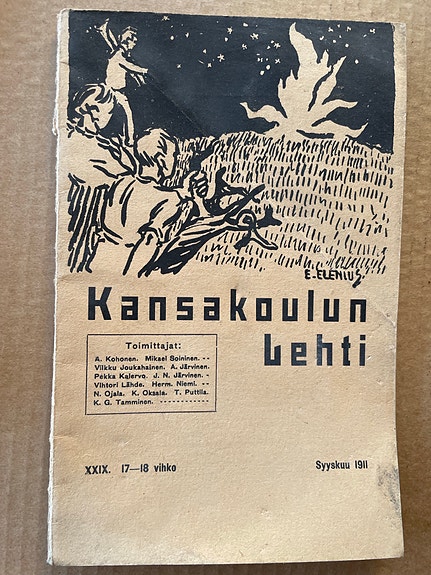 E. ELENIUS.
Kansakoulun
Lehti
Toimittajat:
A. Kohonen. Mikael Soininen. --
Vilkku Joukahainen. A. Järvinen.
Pekka Kalervo. J. N. Järvinen. -
Vihtori Lähde. Herm. Niemi. --
N. Ojala. K. Oksala. T. Puttila.
K. G. Tamminen. ------------
XXIX. 17—18 vihko
Syyskuu 1911